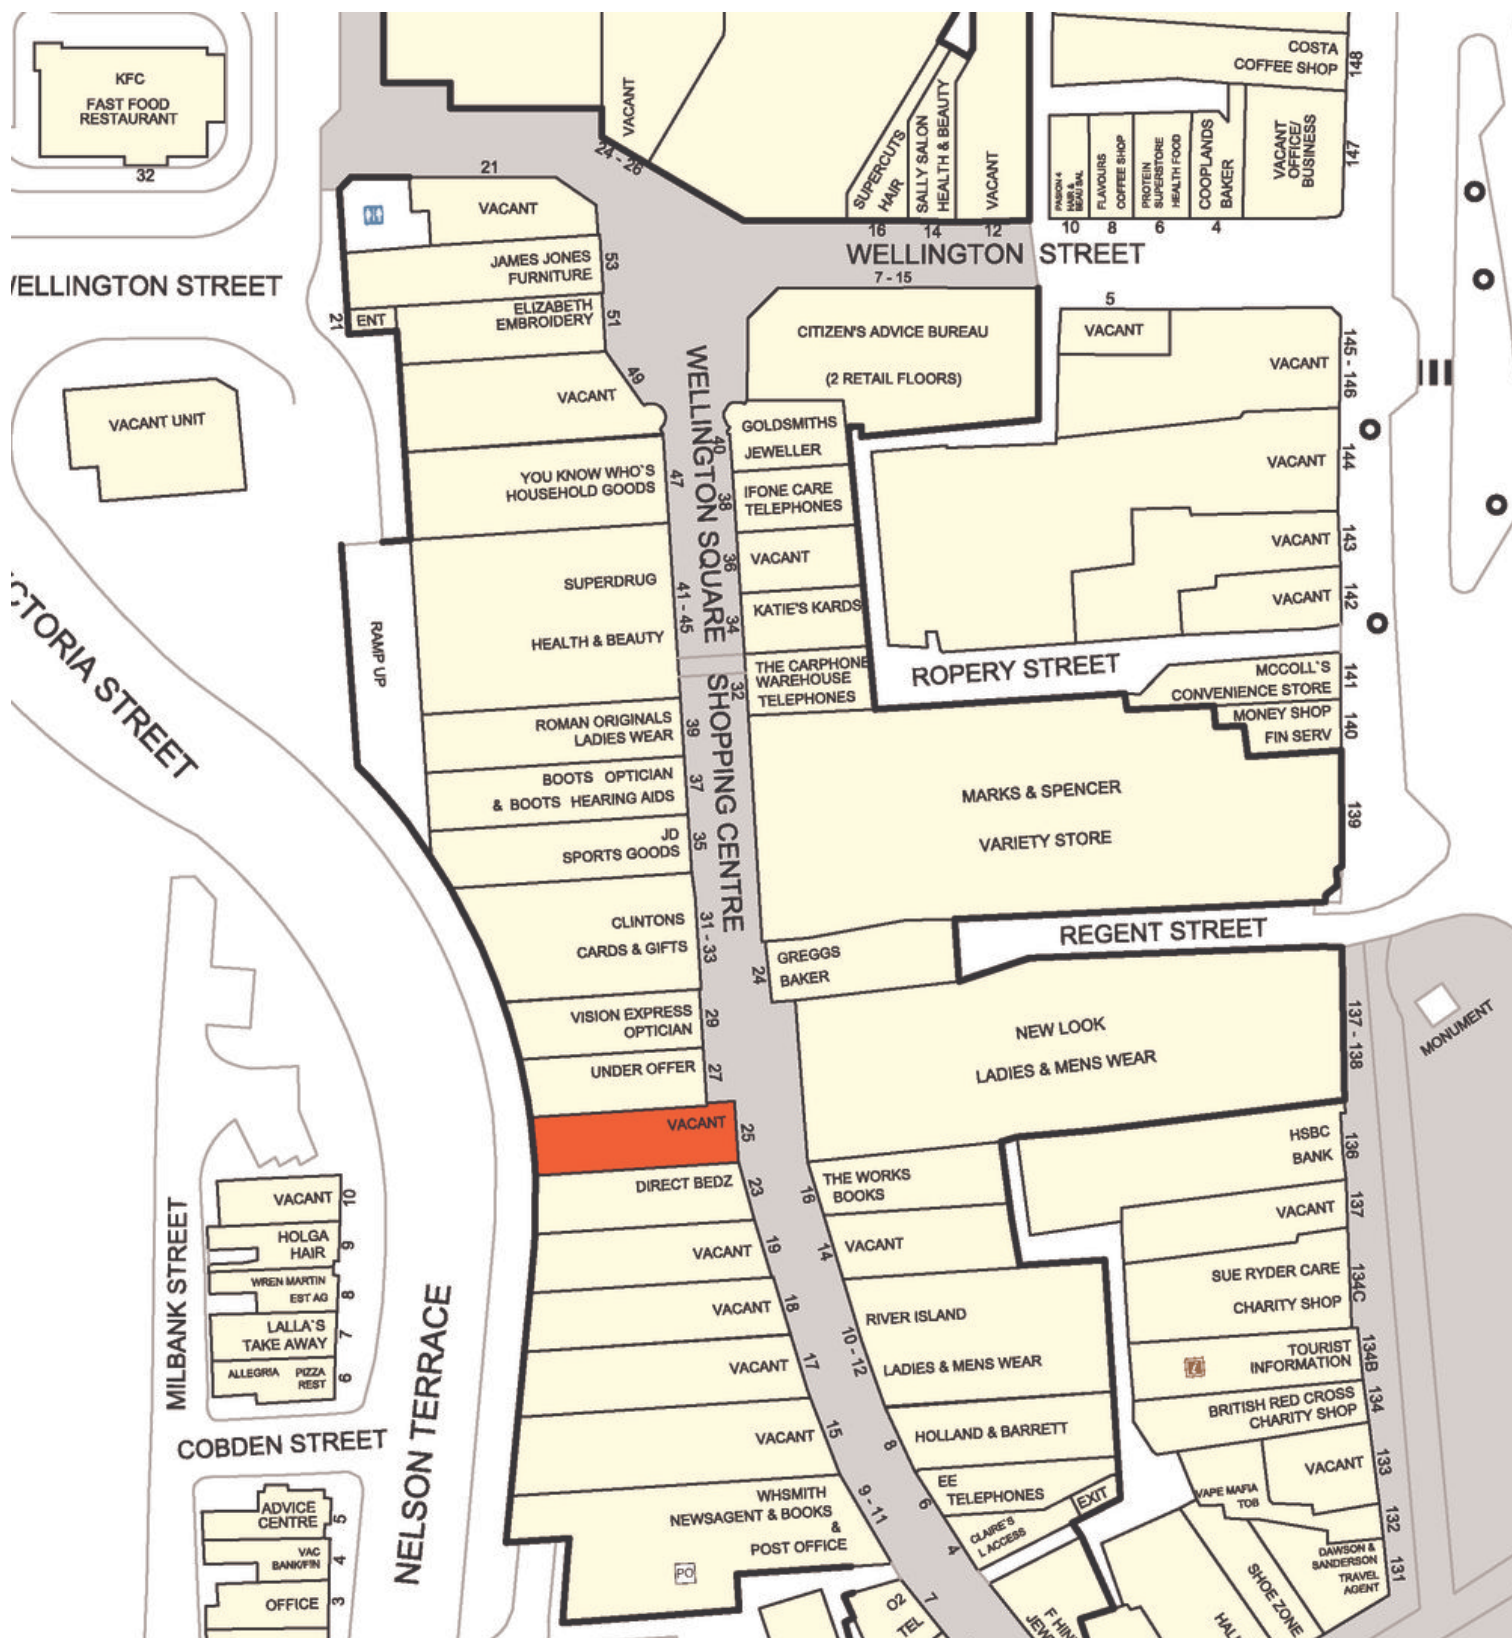 KFC
FAST FOOD
RESTAURANT
32
VACANT
24 - 26
SUPERCUTS
HAIR
SALLY SALON
HEALTH & BEAUTY
VACANT
16
14
12
COSTA
COFFEE SHOP
148
PASION 4
HAIR &
BEAU SAL
FLAVOURS
COFFEE SHOP
PROTEIN
SUPERSTORE
HEALTH FOOD
COOPLANDS
BAKER
VACANT
OFFICE/
BUSINESS
147
10
8
6
4
WELLINGTON STREET
21
VACANT
JAMES JONES
FURNITURE
53
ELIZABETH
EMBROIDERY
51
ENT
21
VACANT
49
YOU KNOW WHO`S
HOUSEHOLD GOODS
47
SUPERDRUG
HEALTH & BEAUTY
41 - 45
RAMP UP
ROMAN ORIGINALS
LADIES WEAR
39
BOOTS OPTICIAN
& BOOTS HEARING AIDS
37
JD
SPORTS GOODS
35
CLINTONS
CARDS & GIFTS
31 - 33
VISION EXPRESS
OPTICIAN
29
UNDER OFFER
27
VACANT
25
DIRECT BEDZ
23
VACANT
19
VACANT
18
VACANT
17
VACANT
15
WHSMITH
NEWSAGENT & BOOKS
&
POST OFFICE
9 - 11
PO
WELLINGTON SQUARE
SHOPPING CENTRE
7 - 15
CITIZEN'S ADVICE BUREAU
(2 RETAIL FLOORS)
GOLDSMITHS
JEWELLER
40
IFONE CARE
TELEPHONES
38
VACANT
36
KATIE'S KARDS
34
THE CARPHONE
WAREHOUSE
TELEPHONES
32
MARKS & SPENCER
VARIETY STORE
139
GREGGS
BAKER
24
REGENT STREET
NEW LOOK
LADIES & MENS WEAR
137 - 138
THE WORKS
BOOKS
16
VACANT
14
RIVER ISLAND
LADIES & MENS WEAR
10 - 12
HOLLAND & BARRETT
8
EE
TELEPHONES
6
EXIT
CLAIRE'S
L ACCESS
4
O2
TEL
7
5
VACANT
VACANT
145 - 146
VACANT
144
VACANT
143
VACANT
142
ROPERY STREET
MCCOLL`S
CONVENIENCE STORE
141
MONEY SHOP
FIN SERV
140
MONUMENT
HSBC
BANK
136
VACANT
137
SUE RYDER CARE
CHARITY SHOP
134C
TOURIST
INFORMATION
134B
i
BRITISH RED CROSS
CHARITY SHOP
134
VAPE MAFIA
TOB
VACANT
133
132
DAWSON &
SANDERSON
TRAVEL
AGENT
131
SHOE ZONE
VELLINGTON STREET
VACANT UNIT
CTORIA STREET
MILBANK STREET
VACANT
10
HOLGA
HAIR
9
WREN MARTIN
EST AG
8
LALLA`S
TAKE AWAY
7
ALLEGRIA PIZZA
REST
6
COBDEN STREET
NELSON TERRACE
ADVICE
CENTRE
5
VAC
BANK/FIN
4
OFFICE
3